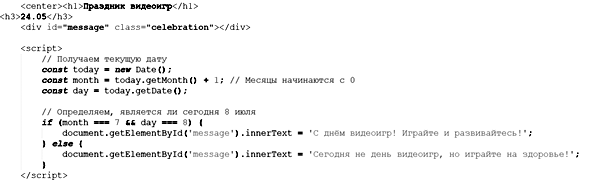 <center><h1>Праздник видеоигр</h1>
<h3>24.05</h3>
<div id="message" class="celebration"></div>
<script>
// Получаем текущую дату
const today = new Date();
const month = today.getMonth() + 1; // Месяцы начинаются с 0
const day = today.getDate();
// Определяем, является ли сегодня 8 июля
if (month === 7 && day === 8) {
document.getElementById('message').innerText = 'С днём видеоигр! Играйте и развивайтесь!';
} else {
document.getElementById('message').innerText = 'Сегодня не день видеоигр, но играйте на здоровье!';
}
</script>